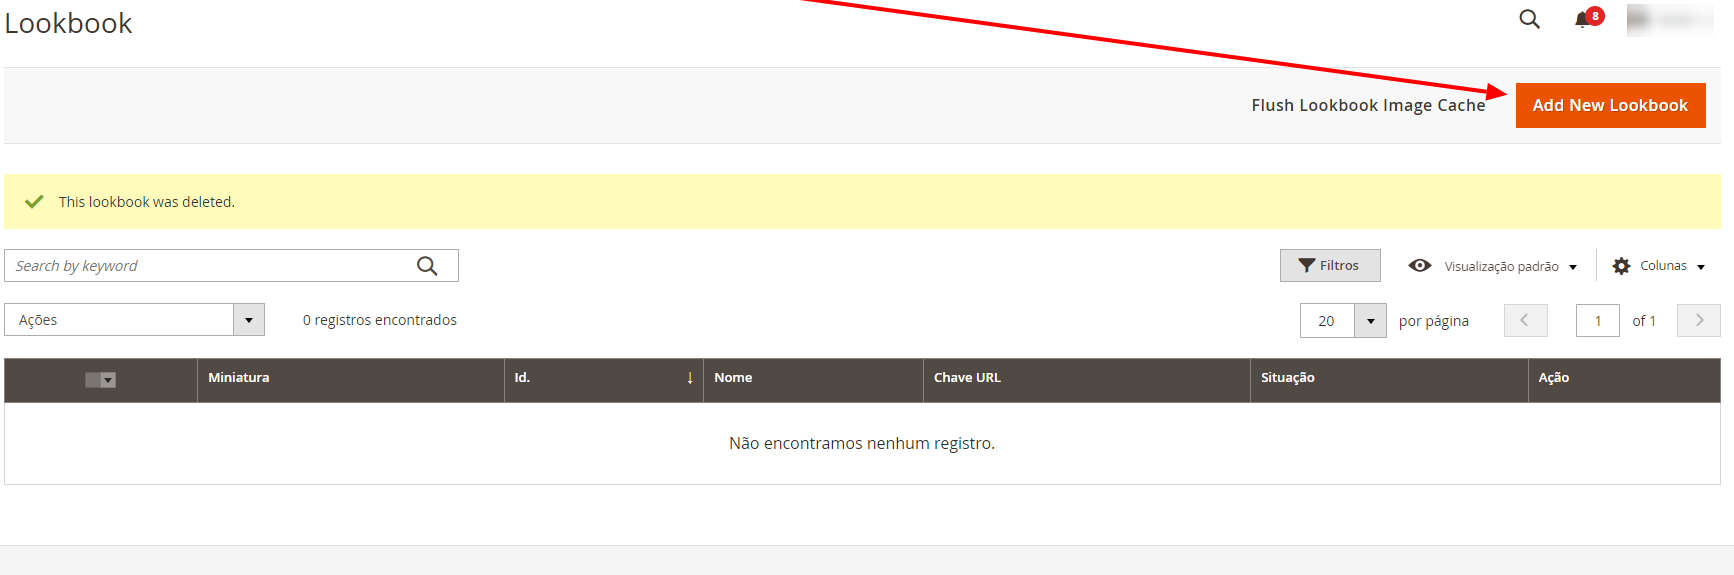 Lookbook
8
Flush Lookbook Image Cache Add New Lookbook
This lookbook was deleted.
Search by keyword Filtros Visualização padrão Colunas
Ações 0 registros encontrados 20 por página 1 of 1
Miniatura Id. ↓ Nome Chave URL Situação Ação
Não encontramos nenhum registro.